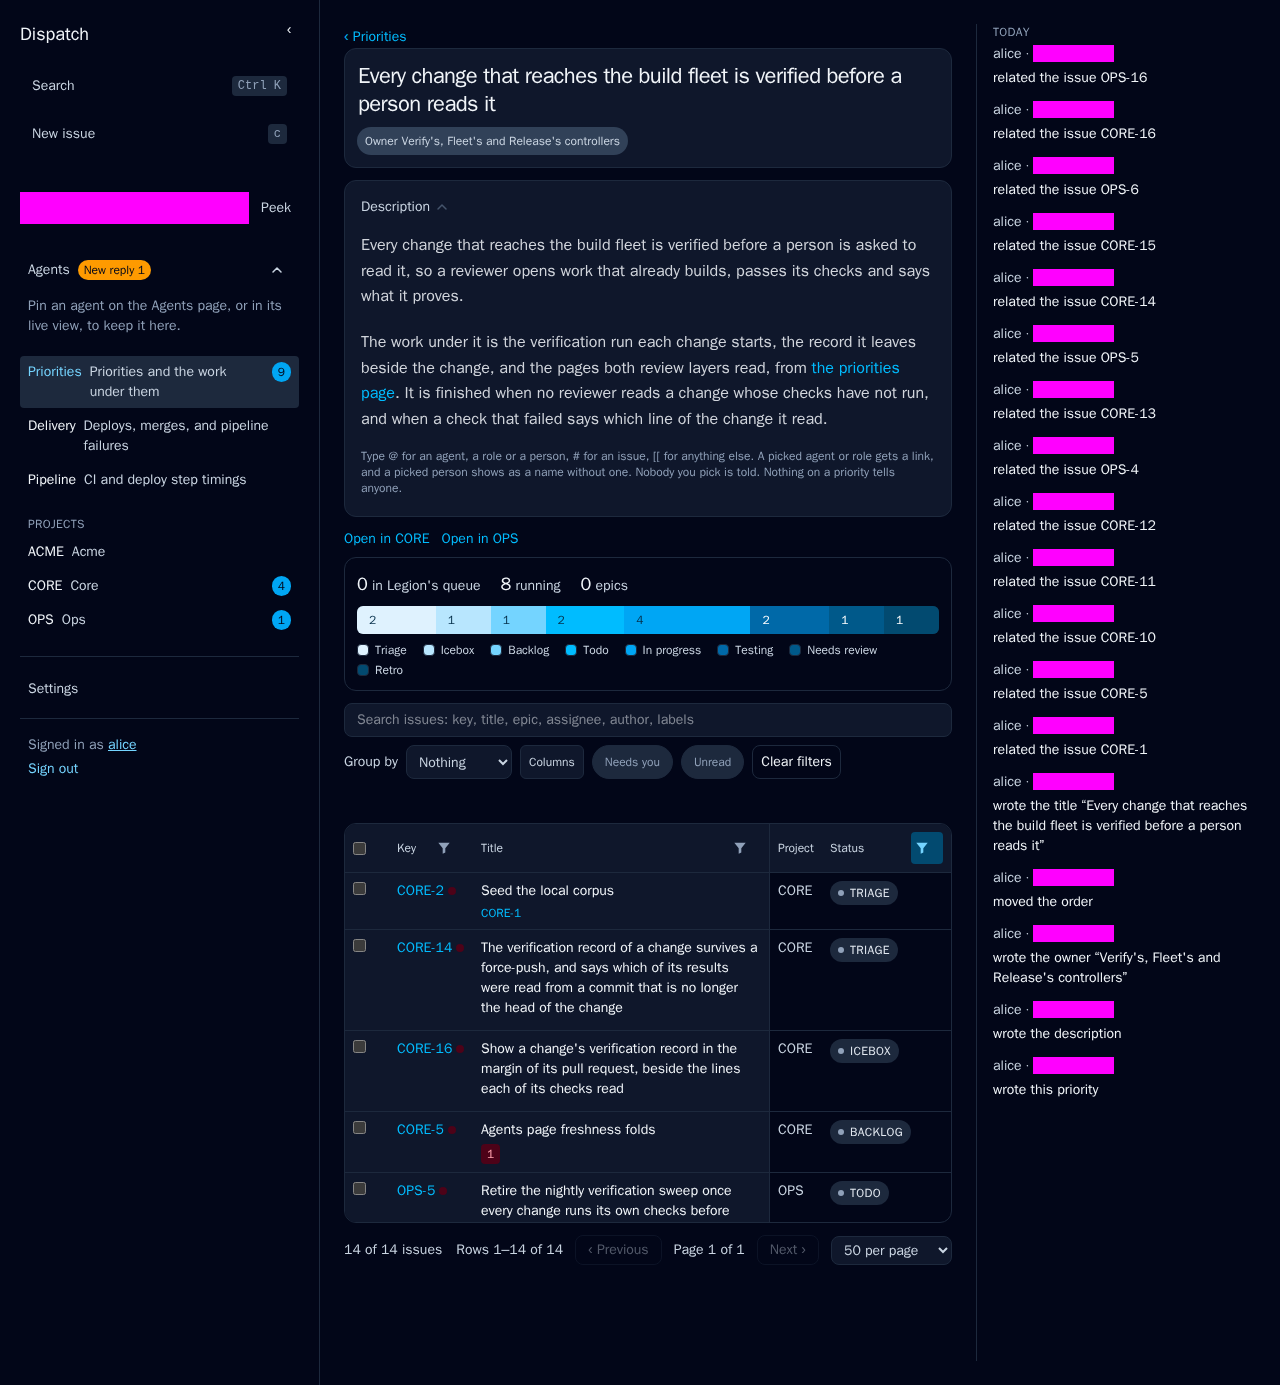 Dispatch
‹
Search
Ctrl K
New issue
C
Peek
Agents
New reply 1
Pin an agent on the Agents page, or in its
live view, to keep it here.
Priorities
Priorities and the work
under them
9
Delivery
Deploys, merges, and pipeline
failures
Pipeline
CI and deploy step timings
PROJECTS
ACME Acme
CORE Core
4
OPS Ops
1
Settings
Signed in as alice
Sign out
‹ Priorities
Every change that reaches the build fleet is verified before a
person reads it
Owner Verify's, Fleet's and Release's controllers
Description
Every change that reaches the build fleet is verified before a person is asked to
read it, so a reviewer opens work that already builds, passes its checks and says
what it proves.
The work under it is the verification run each change starts, the record it leaves
beside the change, and the pages both review layers read, from the priorities
page. It is finished when no reviewer reads a change whose checks have not run,
and when a check that failed says which line of the change it read.
Type @ for an agent, a role or a person, # for an issue, [[ for anything else. A picked agent or role gets a link,
and a picked person shows as a name without one. Nobody you pick is told. Nothing on a priority tells
anyone.
Open in CORE Open in OPS
0 in Legion's queue 8 running 0 epics
2 1 1 2 4 2 1 1
Triage Icebox Backlog Todo In progress Testing Needs review
Retro
Search issues: key, title, epic, assignee, author, labels
Group by Nothing Columns Needs you Unread Clear filters
Key Title Project Status
CORE-2 Seed the local corpus CORE TRIAGE
CORE-1
CORE-14 The verification record of a change survives a CORE TRIAGE
force-push, and says which of its results
were read from a commit that is no longer
the head of the change
CORE-16 Show a change's verification record in the CORE ICEBOX
margin of its pull request, beside the lines
each of its checks read
CORE-5 Agents page freshness folds CORE BACKLOG
1
OPS-5 Retire the nightly verification sweep once OPS TODO
every change runs its own checks before
14 of 14 issues Rows 1–14 of 14 ‹ Previous Page 1 of 1 Next › 50 per page
TODAY
alice ·
related the issue OPS-16
alice ·
related the issue CORE-16
alice ·
related the issue OPS-6
alice ·
related the issue CORE-15
alice ·
related the issue CORE-14
alice ·
related the issue OPS-5
alice ·
related the issue CORE-13
alice ·
related the issue OPS-4
alice ·
related the issue CORE-12
alice ·
related the issue CORE-11
alice ·
related the issue CORE-10
alice ·
related the issue CORE-5
alice ·
related the issue CORE-1
alice ·
wrote the title “Every change that reaches
the build fleet is verified before a person
reads it”
alice ·
moved the order
alice ·
wrote the owner “Verify's, Fleet's and
Release's controllers”
alice ·
wrote the description
alice ·
wrote this priority